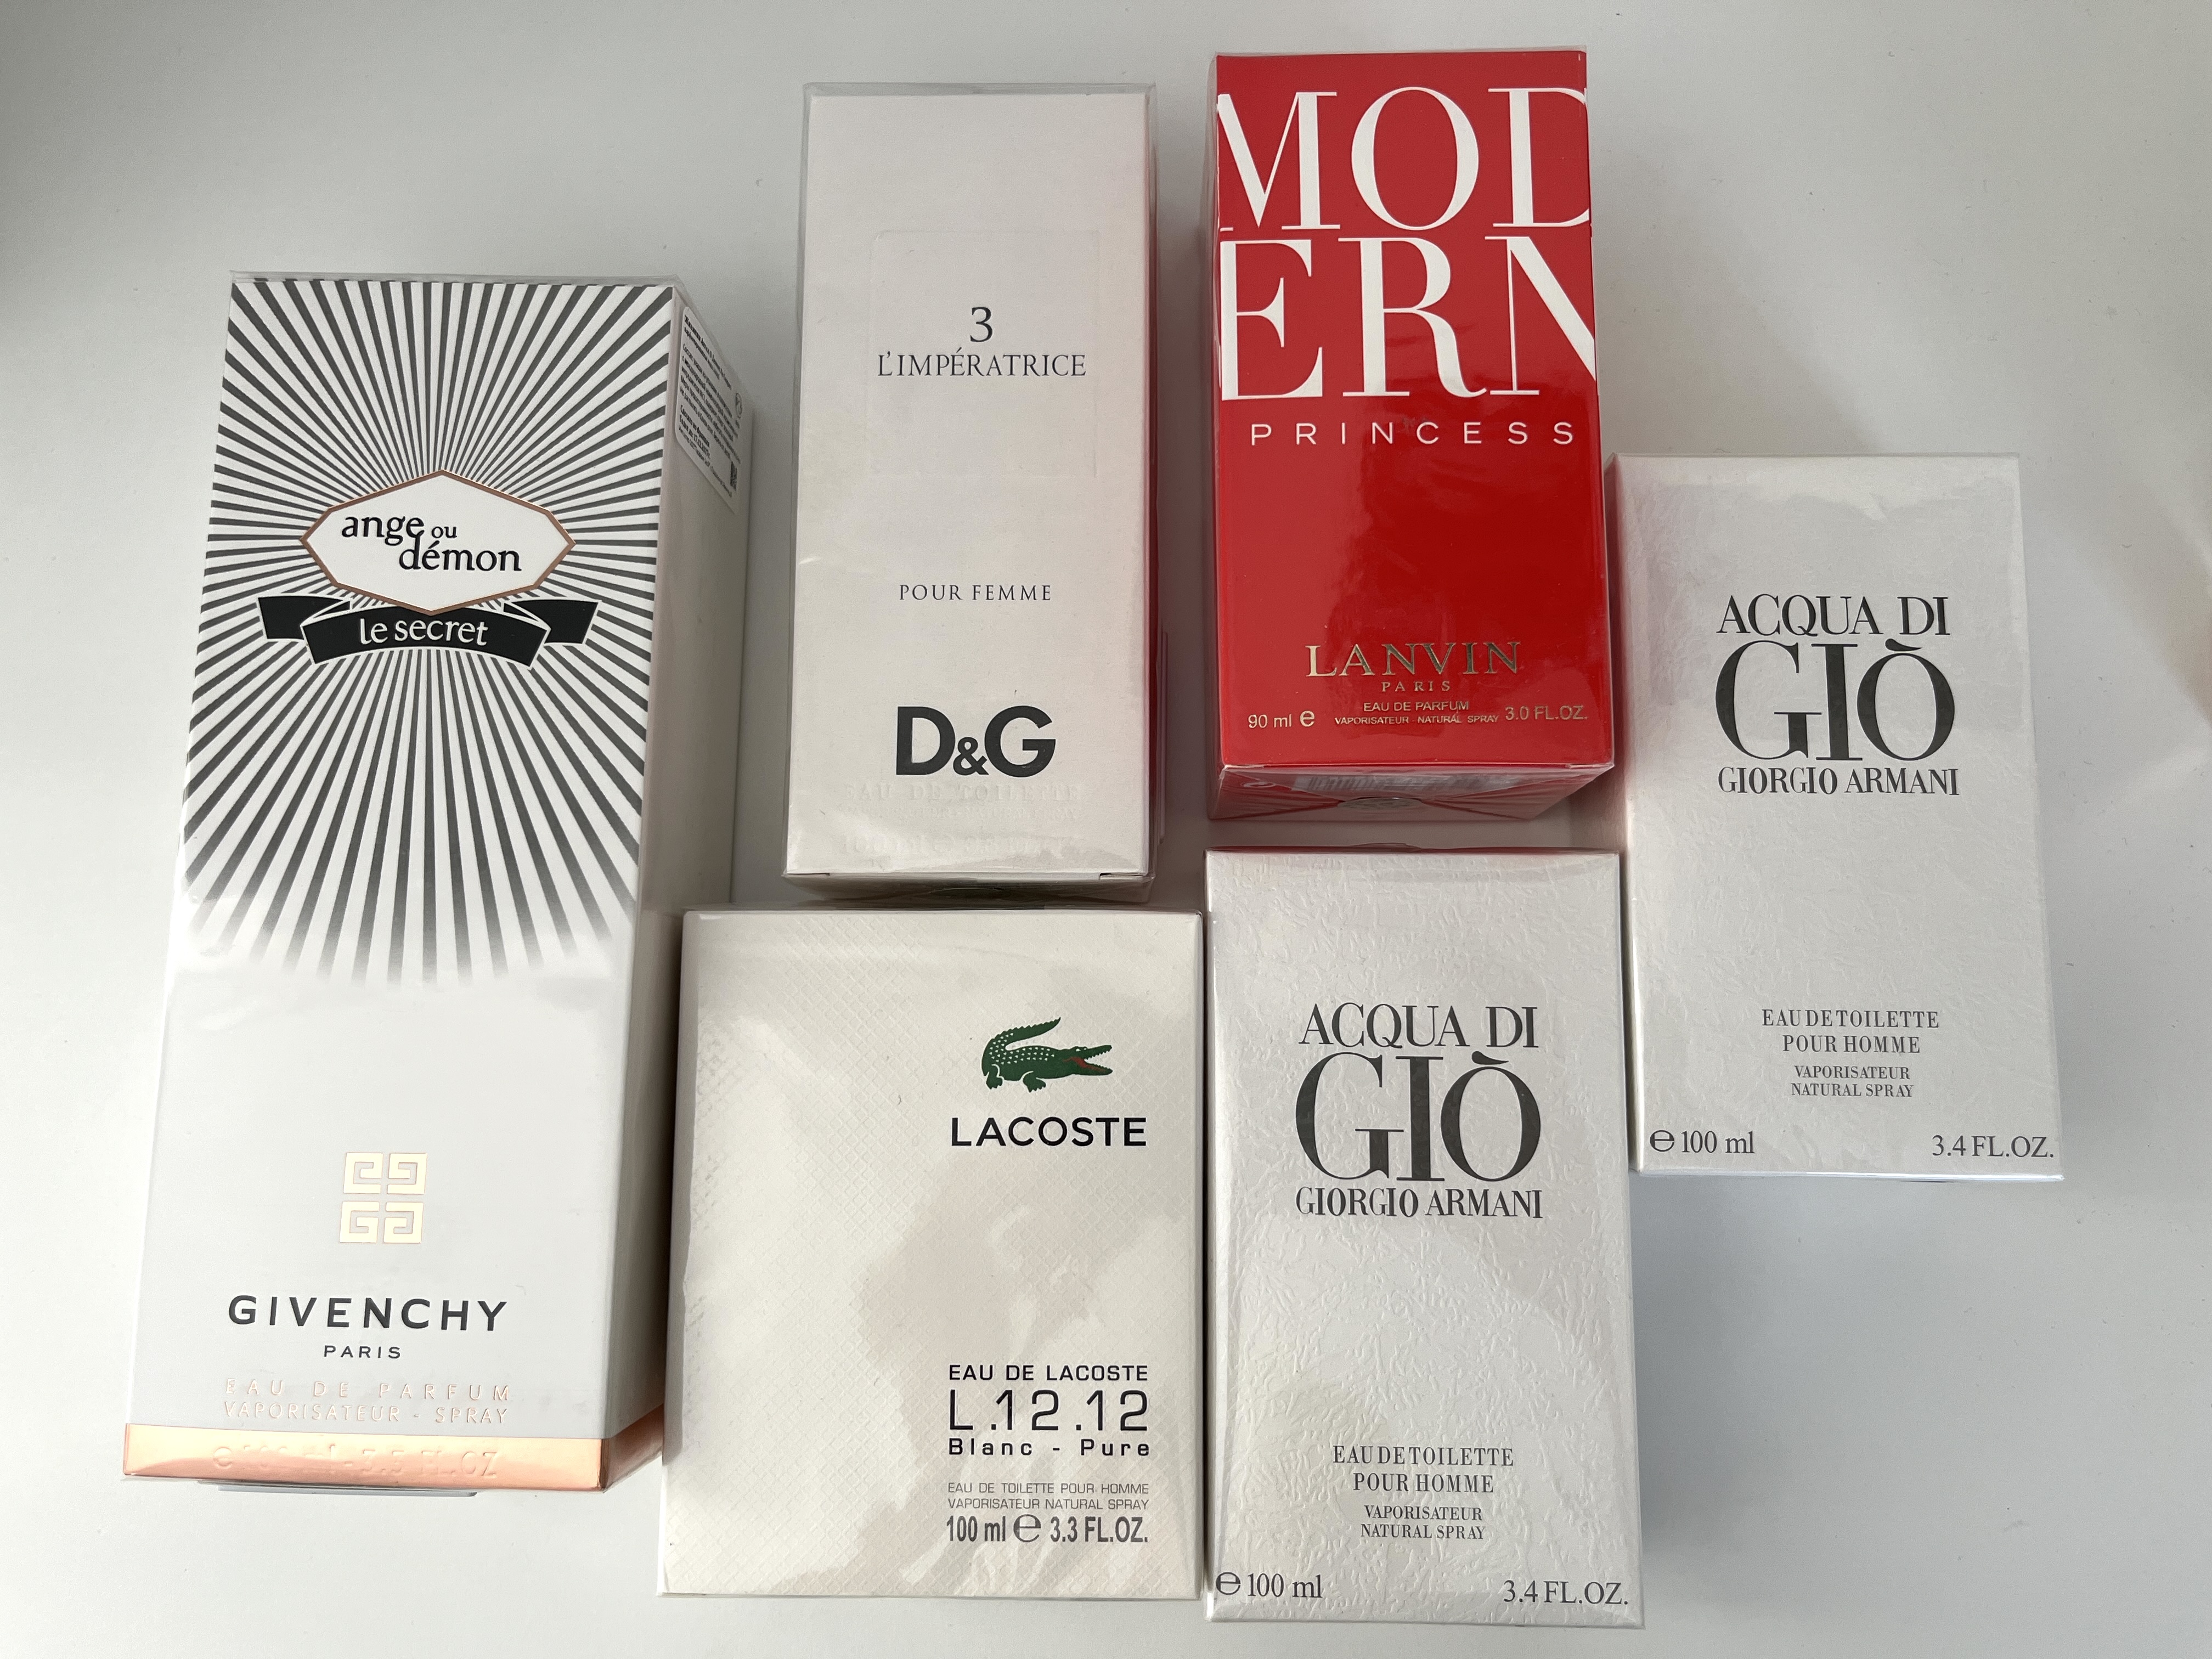 ange ou
démon
le secret
GIVENCHY
PARIS
EAU DE PARFUM
VAPORISATEUR - SPRAY
3
L'IMPÉRATRICE
POUR FEMME
D&G
EAU DE TOILETTE
MOD
ERN
PRINCESS
LANVIN
PARIS
EAU DE PARFUM
90 ml e VAPORISATEUR - NATURAL SPRAY 3.0 FL.OZ.
ACQUA DI
GIÒ
GIORGIO ARMANI
EAU DE TOILETTE
POUR HOMME
VAPORISATEUR
NATURAL SPRAY
e 100 ml 3.4 FL.OZ.
LACOSTE
EAU DE LACOSTE
L.12.12
Blanc - Pure
EAU DE TOILETTE POUR HOMME
VAPORISATEUR NATURAL SPRAY
100 ml e 3.3 FL.OZ.
ACQUA DI
GIÒ
GIORGIO ARMANI
EAU DE TOILETTE
POUR HOMME
VAPORISATEUR
NATURAL SPRAY
e 100 ml 3.4 FL.OZ.